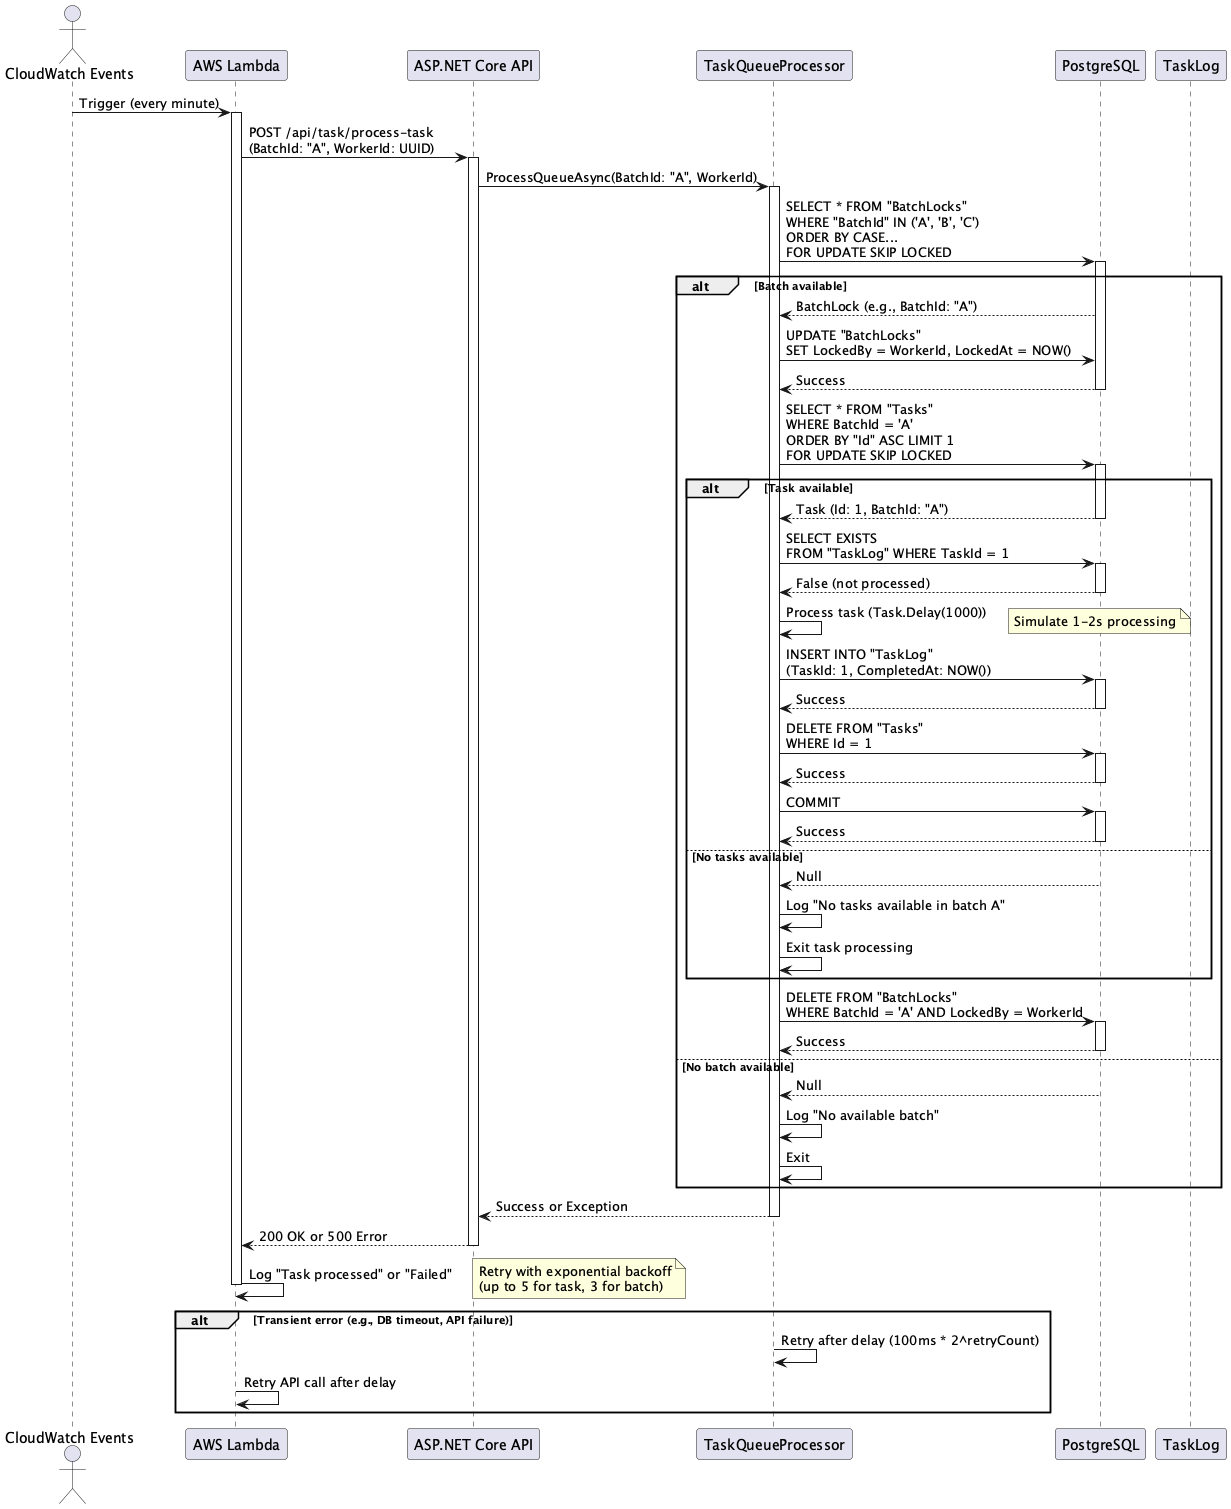 CloudWatch Events
AWS Lambda
ASP.NET Core API
TaskQueueProcessor
PostgreSQL
TaskLog
Trigger (every minute)
POST /api/task/process-task
(BatchId: "A", WorkerId: UUID)
ProcessQueueAsync(BatchId: "A", WorkerId)
SELECT * FROM "BatchLocks"
WHERE "BatchId" IN ('A', 'B', 'C')
ORDER BY CASE...
FOR UPDATE SKIP LOCKED
alt
[Batch available]
BatchLock (e.g., BatchId: "A")
UPDATE "BatchLocks"
SET LockedBy = WorkerId, LockedAt = NOW()
Success
SELECT * FROM "Tasks"
WHERE BatchId = 'A'
ORDER BY "Id" ASC LIMIT 1
FOR UPDATE SKIP LOCKED
alt
[Task available]
Task (Id: 1, BatchId: "A")
SELECT EXISTS
FROM "TaskLog" WHERE TaskId = 1
False (not processed)
Process task (Task.Delay(1000))
Simulate 1-2s processing
INSERT INTO "TaskLog"
(TaskId: 1, CompletedAt: NOW())
Success
DELETE FROM "Tasks"
WHERE Id = 1
Success
COMMIT
Success
[No tasks available]
Null
Log "No tasks available in batch A"
Exit task processing
DELETE FROM "BatchLocks"
WHERE BatchId = 'A' AND LockedBy = WorkerId
Success
[No batch available]
Null
Log "No available batch"
Exit
Success or Exception
200 OK or 500 Error
Log "Task processed" or "Failed"
Retry with exponential backoff
(up to 5 for task, 3 for batch)
alt
[Transient error (e.g., DB timeout, API failure)]
Retry after delay (100ms * 2^retryCount)
Retry API call after delay
CloudWatch Events
AWS Lambda
ASP.NET Core API
TaskQueueProcessor
PostgreSQL
TaskLog